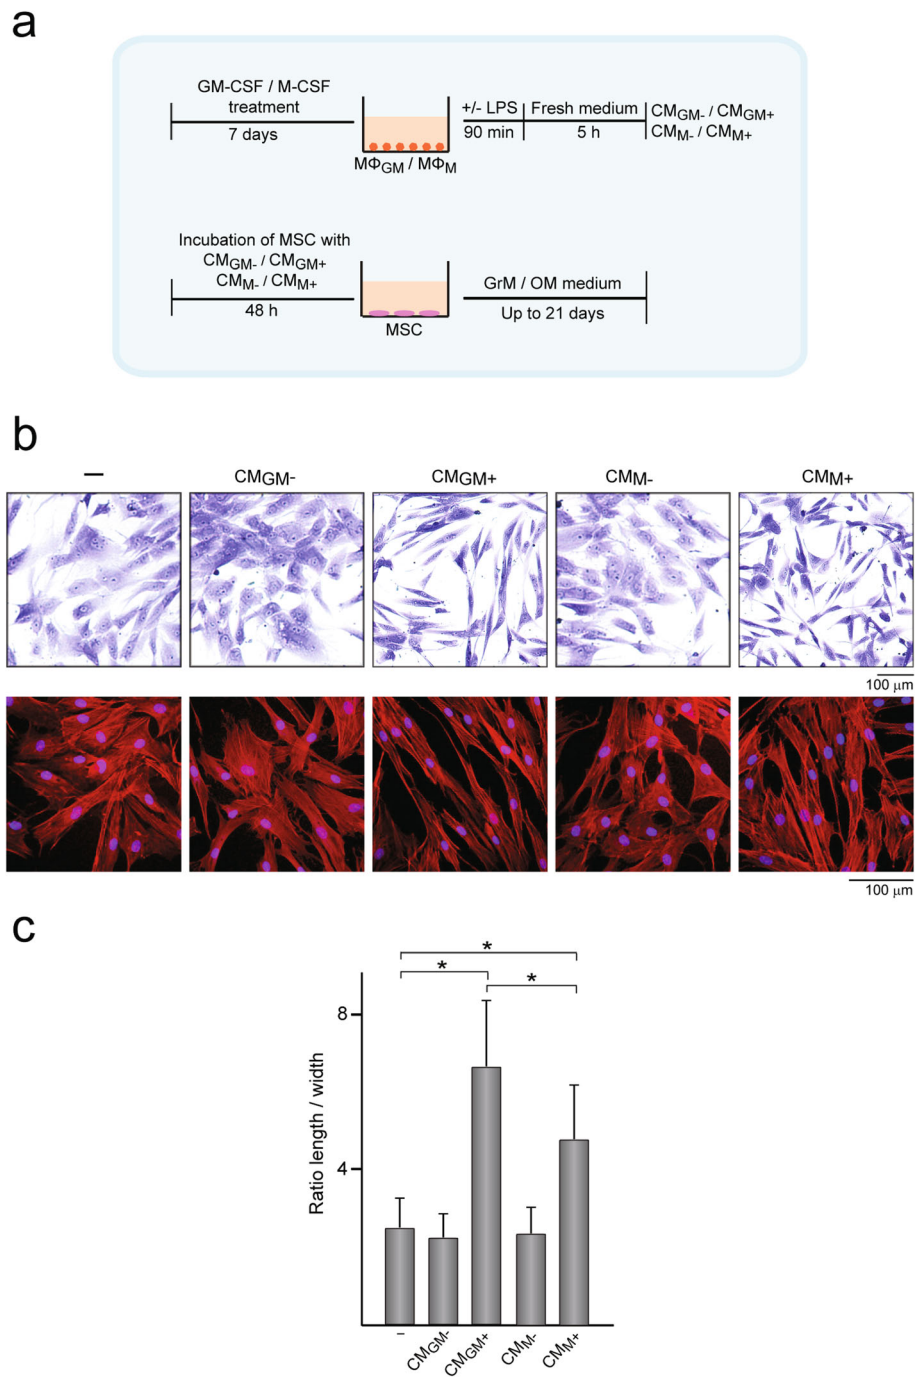 a
GM-CSF / M-CSF
treatment
7 days
MΦGM / MΦM
+/- LPS
90 min
Fresh medium
5 h
CMGM- / CMGM+
CMM- / CMM+
Incubation of MSC with
CMGM- / CMGM+
CMM- / CMM+
48 h
MSC
GrM / OM medium
Up to 21 days
b
–
CMGM-
CMGM+
CMM-
CMM+
100 μm
100 μm
c
*
*
*
8
4
Ratio length / width
–
CMGM-
CMGM+
CMM-
CMM+